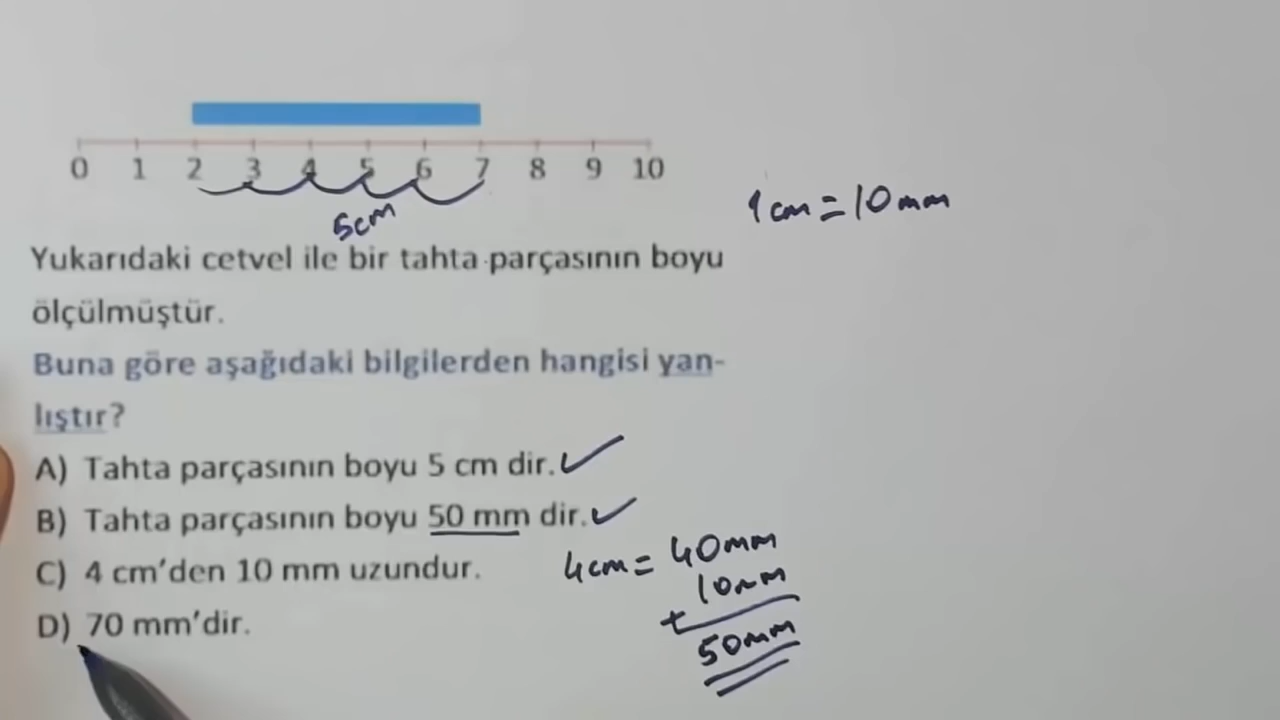 0 1 2 3 4 5 6 7 8 9 10
5cm
1cm=10mm
Yukarıdaki cetvel ile bir tahta parçasının boyu
ölçülmüştür.
Buna göre aşağıdaki bilgilerden hangisi yan-
lıştır?
A) Tahta parçasının boyu 5 cm dir.
B) Tahta parçasının boyu 50 mm dir.
C) 4 cm'den 10 mm uzundur.
D) 70 mm'dir.
4cm = 40mm
10mm
+
50mm